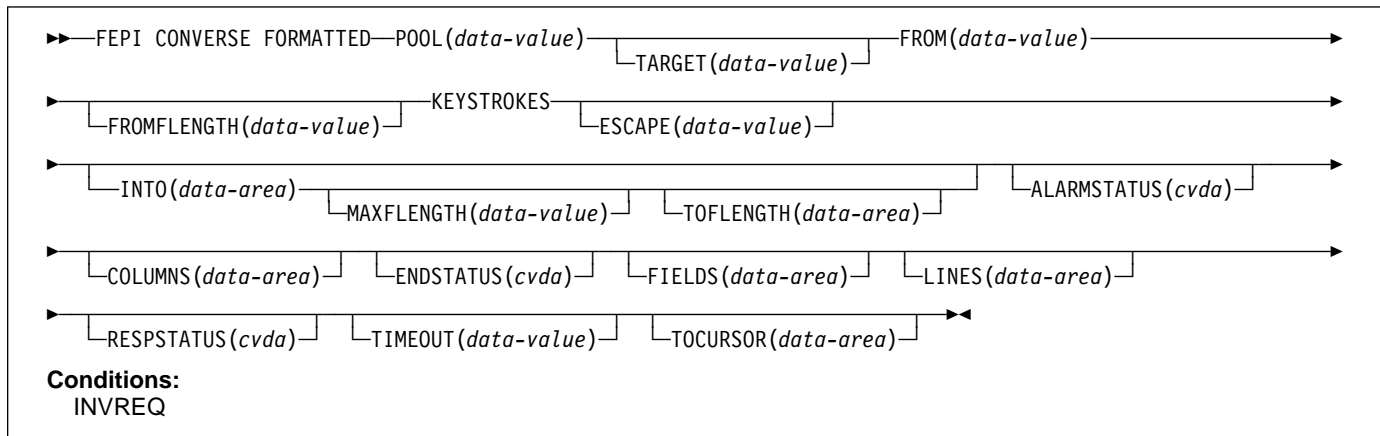 FEPI CONVERSE FORMATTED POOL(data-value) FROM(data-value)
TARGET(data-value)
KEYSTROKES
FROMFLENGTH(data-value) ESCAPE(data-value)
INTO(data-area) ALARMSTATUS(cvda)
MAXFLENGTH(data-value) TOFLENGTH(data-area)
COLUMNS(data-area) ENDSTATUS(cvda) FIELDS(data-area) LINES(data-area)
RESPSTATUS(cvda) TIMEOUT(data-value) TOCURSOR(data-area)
Conditions:
INVREQ